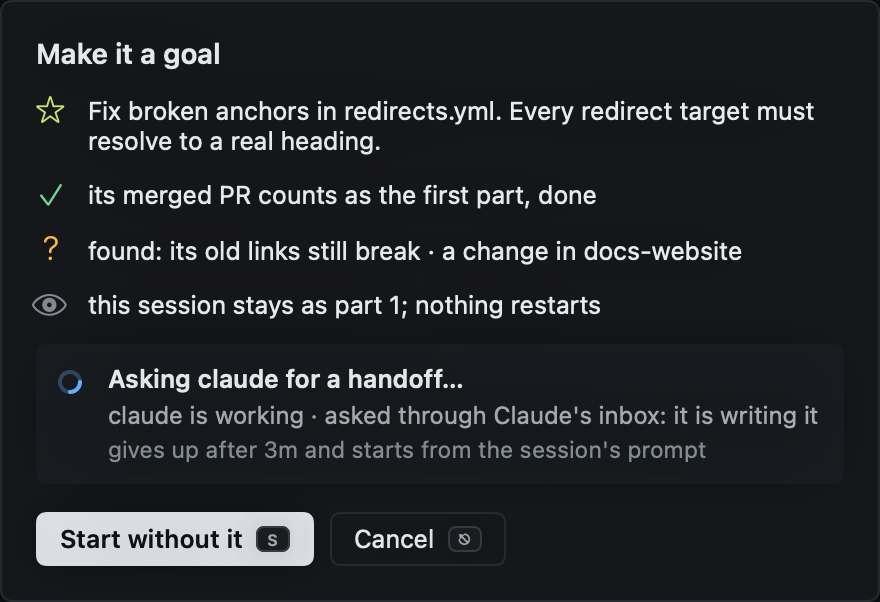 Make it a goal
Fix broken anchors in redirects.yml. Every redirect target must
resolve to a real heading.
its merged PR counts as the first part, done
? found: its old links still break · a change in docs-website
this session stays as part 1; nothing restarts
Asking claude for a handoff...
claude is working · asked through Claude's inbox: it is writing it
gives up after 3m and starts from the session's prompt
Start without it S
Cancel